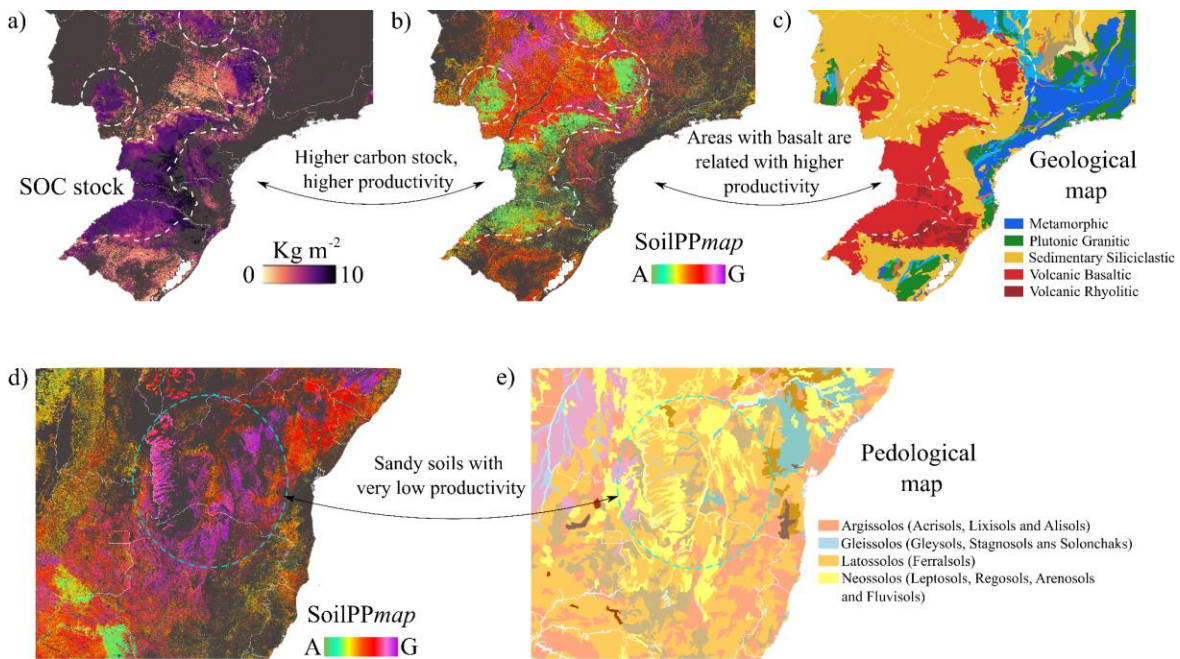 a)
b)
c)
SOC stock
Higher carbon stock,
higher productivity
Areas with basalt are
related with higher
productivity
Geological
map
Kg m-2
0 10
SoilPPmap
A G
Metamorphic
Plutonic Granitic
Sedimentary Siliciclastic
Volcanic Basaltic
Volcanic Rhyolitic
d)
e)
Sandy soils with
very low productivity
Pedological
map
SoilPPmap
A G
Argissolos (Acrisols, Lixisols and Alisols)
Gleissolos (Gleysols, Stagnosols ans Solonchaks)
Latossolos (Ferralsols)
Neossolos (Leptosols, Regosols, Arenosols
and Fluvisols)